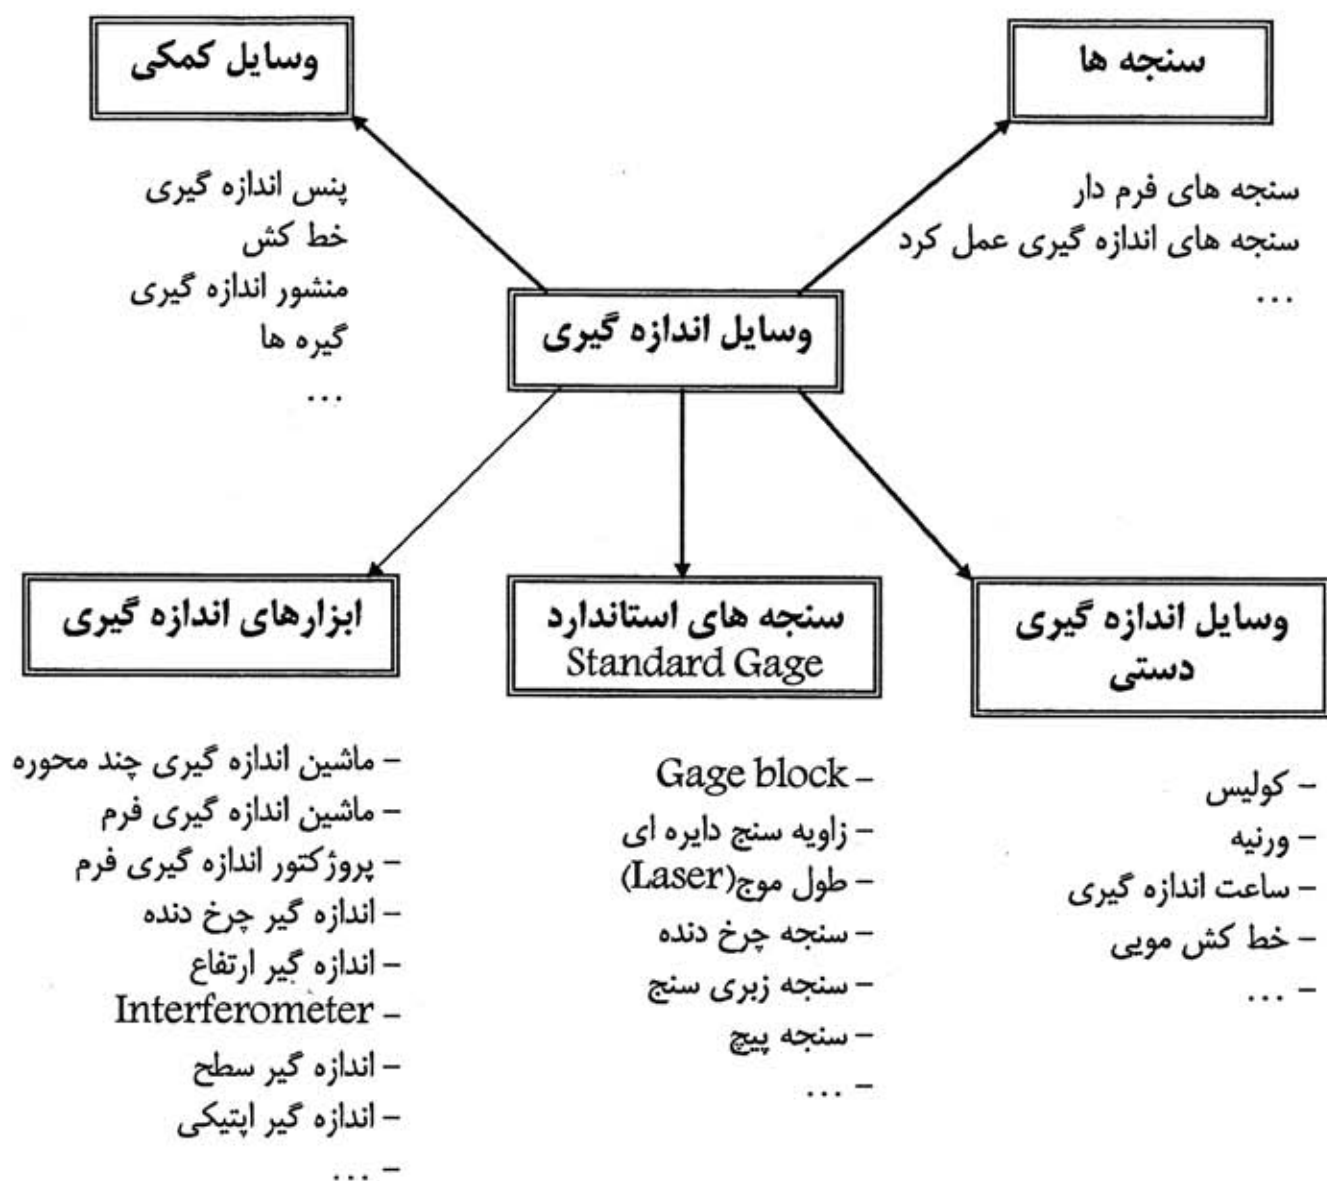 سنجه ها
سنجه های فرم دار
سنجه های اندازه گیری عمل کرد
...
وسایل کمکی
پنس اندازه گیری
خط کش
منشور اندازه گیری
گیره ها
...
وسایل اندازه گیری
وسایل اندازه گیری
دستی
– کولیس
– ورنیه
– ساعت اندازه گیری
– خط کش مویی
– ...
سنجه های استاندارد
Standard Gage
– Gage block
– زاویه سنج دایره ای
– طول موج(Laser)
– سنجه چرخ دنده
– سنجه زبری سنج
– سنجه پیچ
– ...
ابزارهای اندازه گیری
– ماشین اندازه گیری چند محوره
– ماشین اندازه گیری فرم
– پروژکتور اندازه گیری فرم
– اندازه گیر چرخ دنده
– اندازه گیر ارتفاع
– Interferometer
– اندازه گیر سطح
– اندازه گیر اپتیکی
– ...